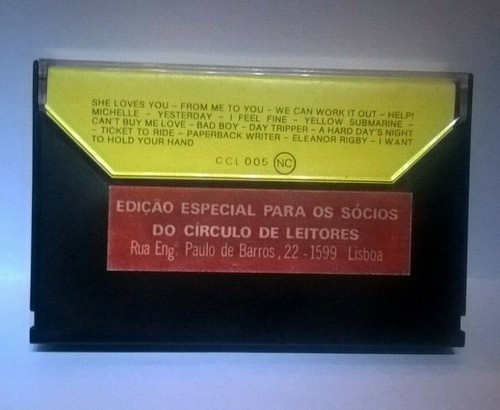 SHE LOVES YOU - FROM ME TO YOU - WE CAN WORK IT OUT - HELP!
MICHELLE - YESTERDAY - I FEEL FINE - YELLOW SUBMARINE -
CAN'T BUY ME LOVE - BAD BOY - DAY TRIPPER - A HARD DAY'S NIGHT
- TICKET TO RIDE - PAPERBACK WRITER - ELEANOR RIGBY - I WANT
TO HOLD YOUR HAND
CCL 005 NC
EDIÇÃO ESPECIAL PARA OS SÓCIOS
DO CÍRCULO DE LEITORES
Rua Engº Paulo de Barros, 22 - 1599 Lisboa